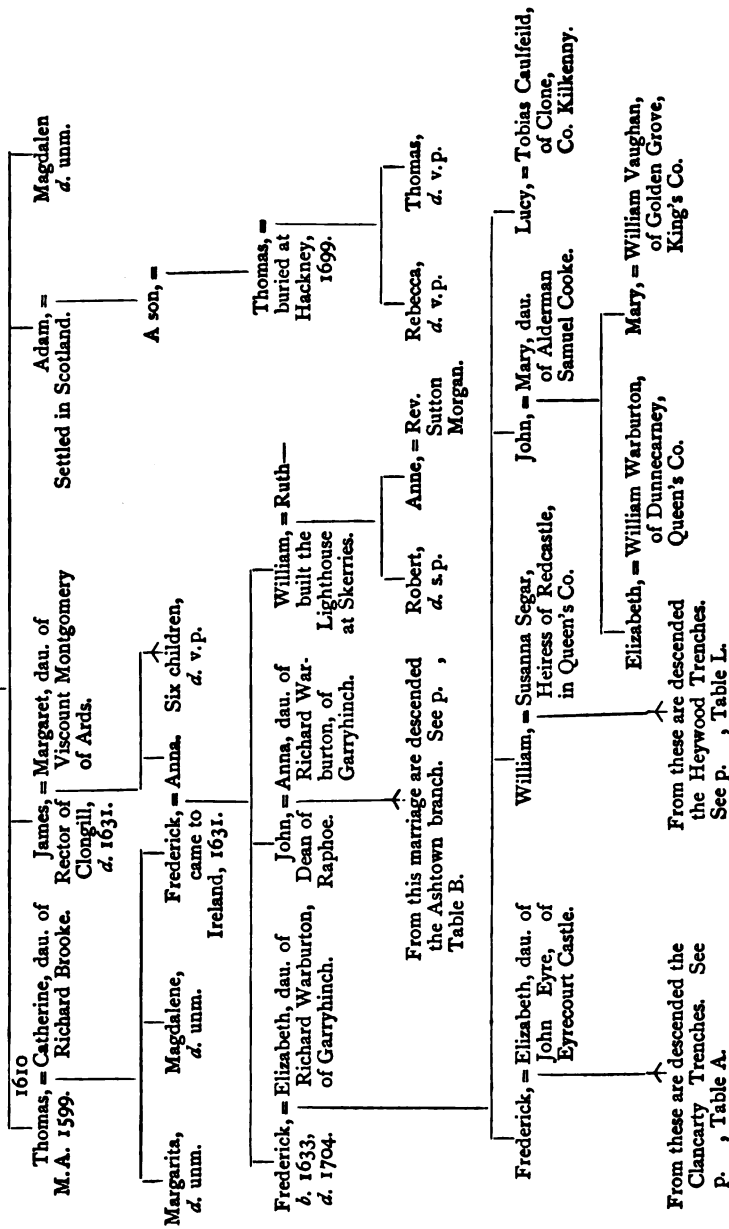 1610
Thomas, = Catherine, dau. of
M.A. 1599. Richard Brooke.
James, = Margaret, dau. of
Rector of Viscount Montgomery
Clongill, of Ards.
d. 1631.
Adam, =
Settled in Scotland.
Magdalen
d. unm.
Margarita,
d. unm.
Magdalene,
d. unm.
Frederick, = Anna.
came to
Ireland, 1631.
Six children,
d. v.p.
A son, =
Frederick, = Elizabeth, dau. of
b. 1633, Richard Warburton,
d. 1704. of Garryhinch.
John, = Anna, dau. of
Dean of Richard War-
Raphoe. burton, of
Garryhinch.
William, = Ruth—
built the
Lighthouse
at Skerries.
Thomas, =
buried at
Hackney,
1699.
From this marriage are descended
the Ashtown branch. See p. ,
Table B.
Robert,
d. s.p.
Anne, = Rev.
Sutton
Morgan.
Rebecca,
d. v.p.
Thomas,
d. v.p.
Frederick, = Elizabeth, dau. of
John Eyre, of
Eyrecourt Castle.
William, = Susanna Segar,
Heiress of Redcastle,
in Queen's Co.
John, = Mary, dau.
of Alderman
Samuel Cooke.
Lucy, = Tobias Caulfeild,
of Clone,
Co. Kilkenny.
From these are descended the
Clancarty Trenches. See
p. , Table A.
From these are descended
the Heywood Trenches.
See p. , Table L.
Elizabeth, = William Warburton,
of Dunnecarney,
Queen's Co.
Mary, = William Vaughan,
of Golden Grove,
King's Co.